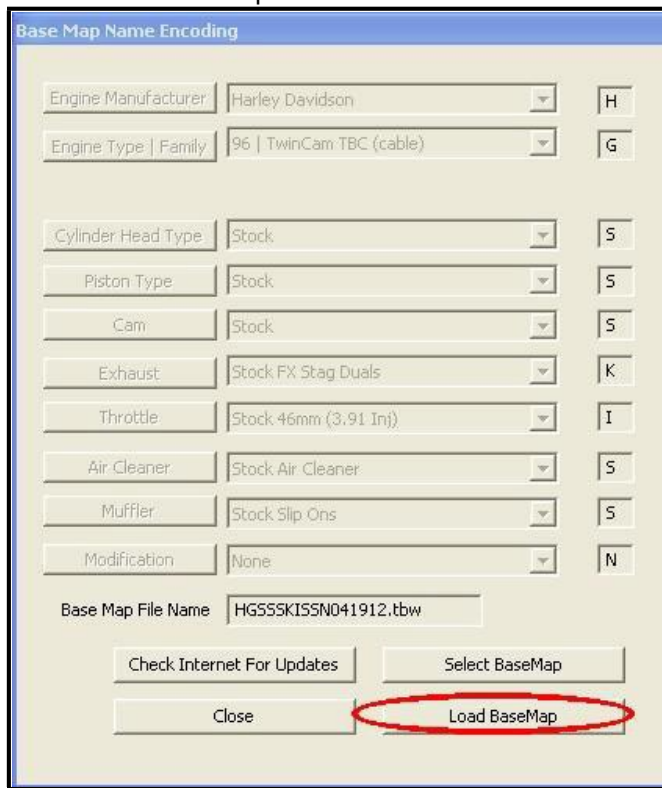 Base Map Name Encoding
Engine Manufacturer Harley Davidson H
Engine Type | Family 96 | TwinCam TBC (cable) G
Cylinder Head Type Stock S
Piston Type Stock S
Cam Stock S
Exhaust Stock FX Stag Duals K
Throttle Stock 46mm (3.91 Inj) I
Air Cleaner Stock Air Cleaner S
Muffler Stock Slip Ons S
Modification None N
Base Map File Name HGSSSKISSN041912.tbw
Check Internet For Updates Select BaseMap
Close Load BaseMap